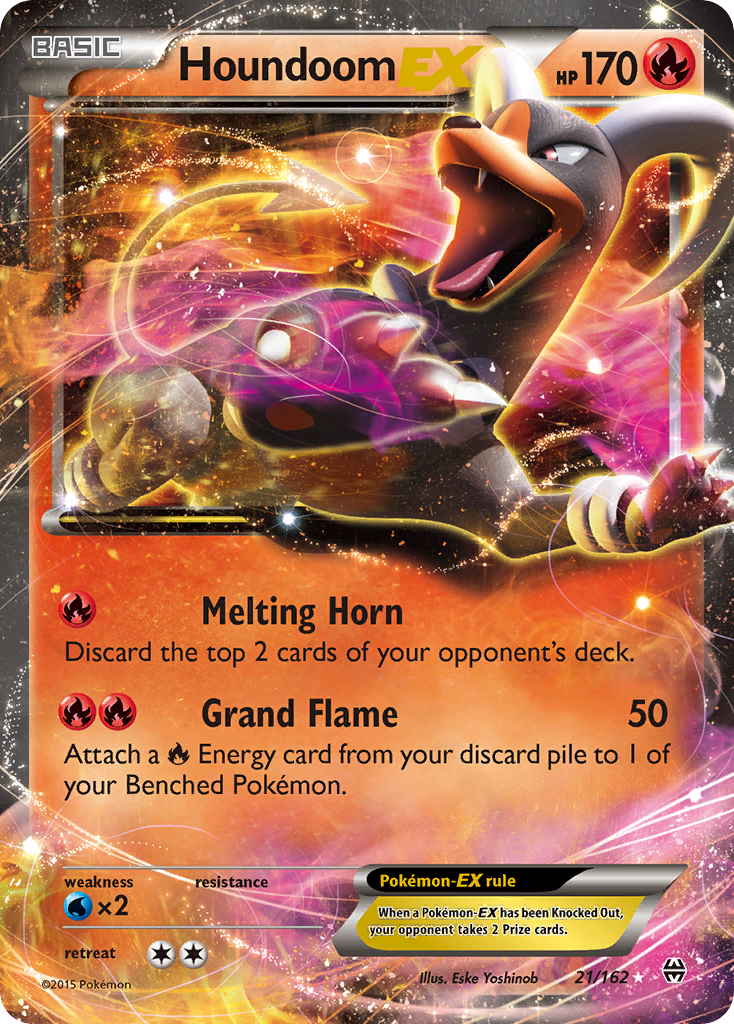 BASIC
Houndoom EX
HP 170
Melting Horn
Discard the top 2 cards of your opponent's deck.
Grand Flame 50
Attach a Energy card from your discard pile to 1 of
your Benched Pokémon.
weakness resistance
×2
retreat
Pokémon-EX rule
When a Pokémon-EX has been Knocked Out,
your opponent takes 2 Prize cards.
Illus. Eske Yoshinob
21/162
©2015 Pokémon